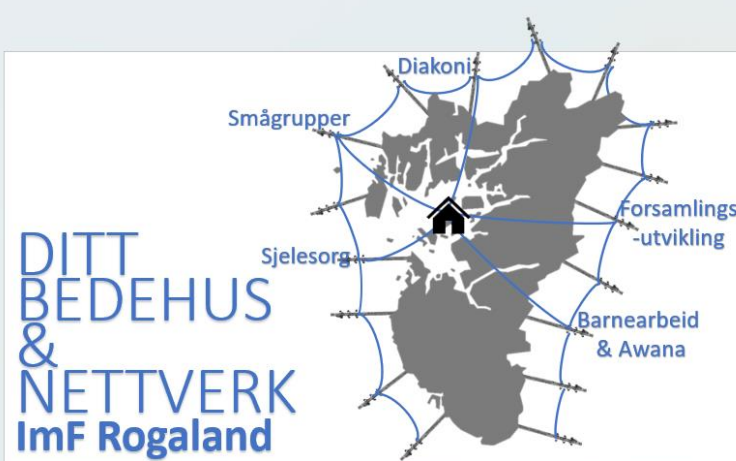 Diakoni
Smågrupper
Forsamlings
-utvikling
Sjelesorg
Barnearbeid
& Awana
DITT
BEDEHUS
&
NETTVERK
ImF Rogaland